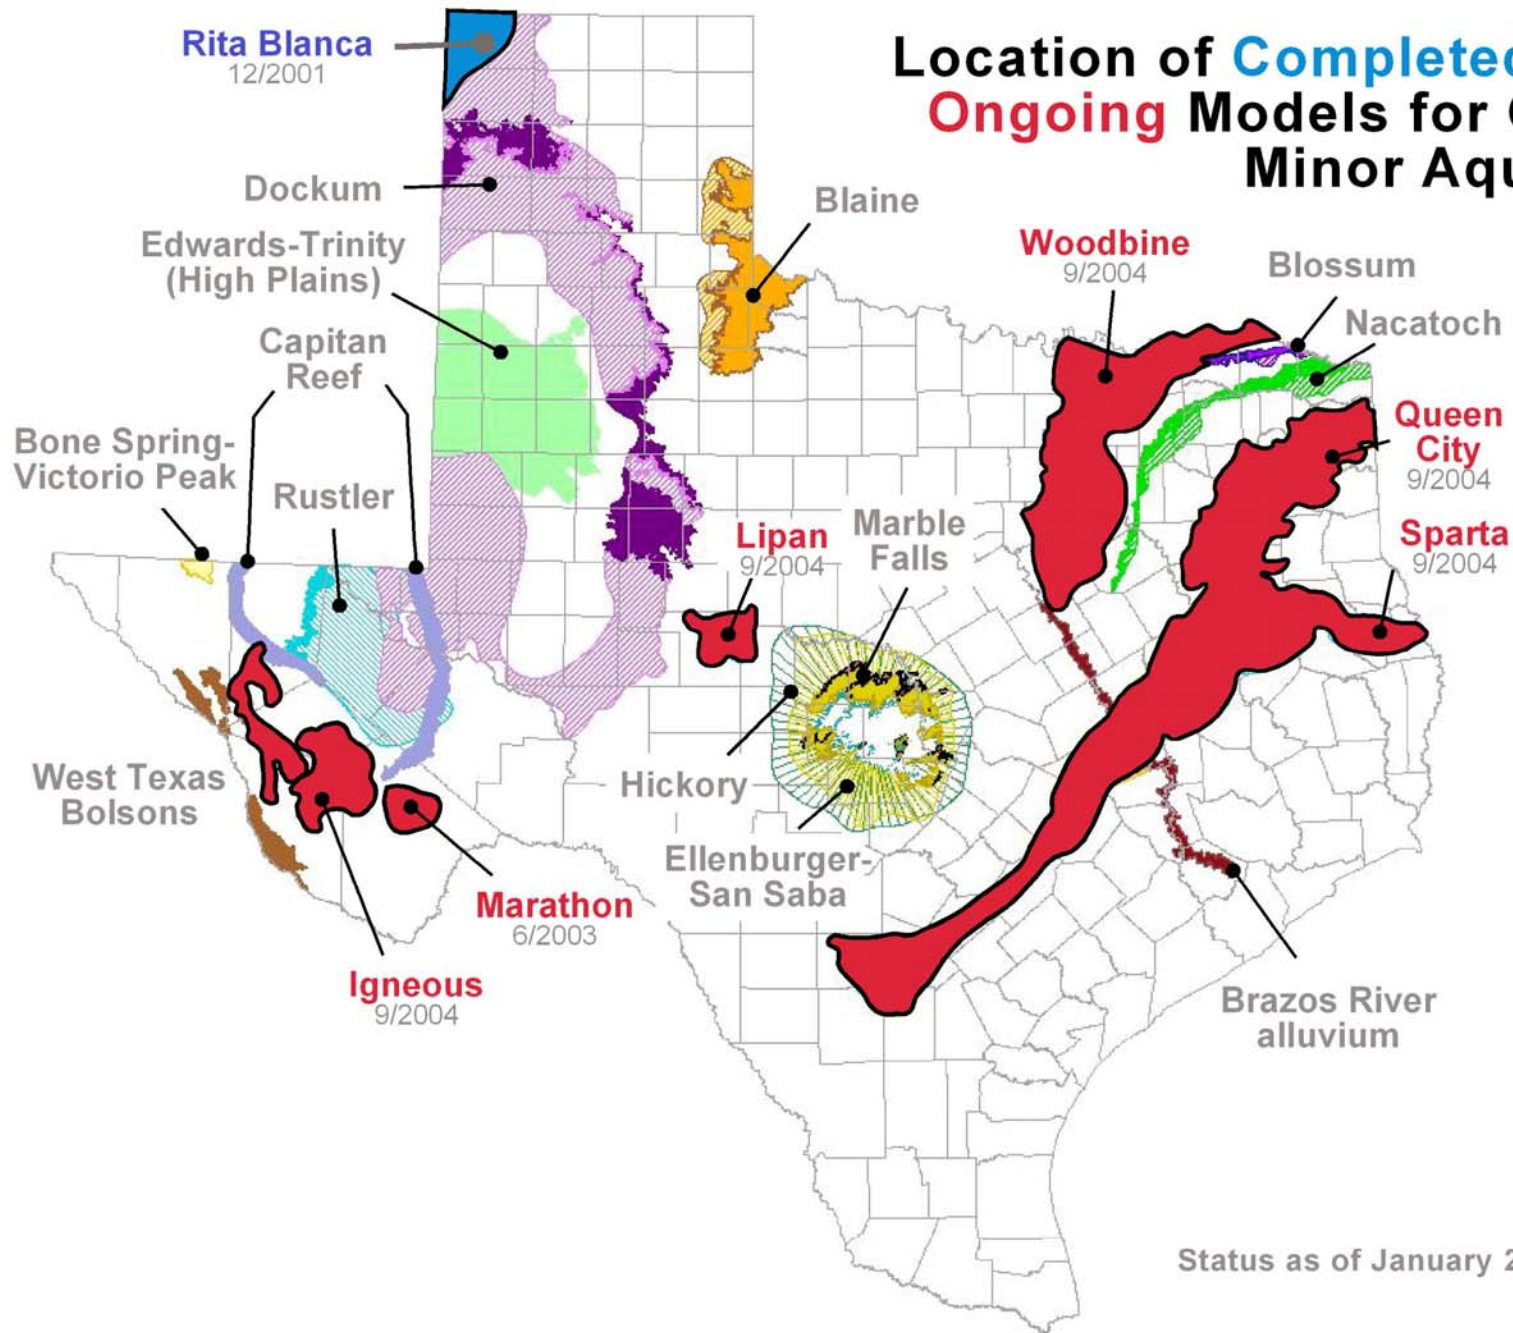 Location of Completed
Ongoing Models for
Minor
Rita Blanca
12/2001
Dockum
Edwards-Trinity
(High Plains)
Capitan
Reef
Bone Spring-
Victorio Peak
Rustler
Blaine
Woodbine
9/2004
Blossum
Nacatoch
Queen
City
9/2004
Sparta
9/2004
Lipan
9/2004
Marble
Falls
Hickory
West Texas
Bolsons
Ellenburger-
San Saba
Marathon
6/2003
Igneous
9/2004
Brazos River
alluvium
Status as of January